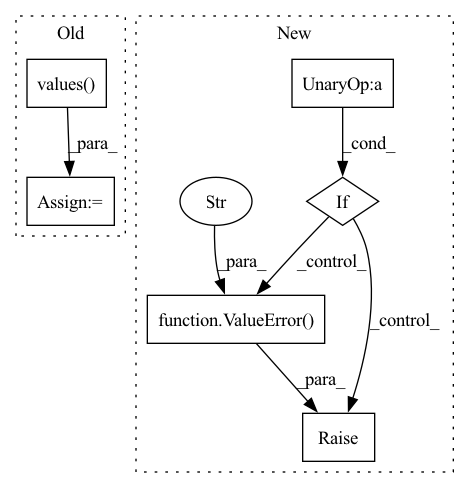 Old
New
values()
UnaryOp:a
_para_
_cond_
Assign:=
Str
If
_para_
_control_
function.ValueError()
_control_
_para_
Raise